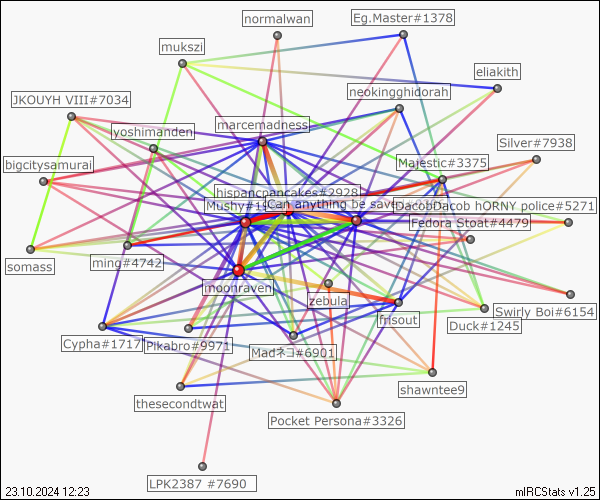 normalwan
Eg.Master#1378
mukszi
eliakith
JKOUYH VIII#7034
neokingghidorah
marcemadness
yoshimanden
Silver#7938
bigcitysamurai
Majestic#3375
hispancpancakes#2928
Mushy#1
Can anything be save
DacobDacob hORNY police#5271
Fedora Stoat#4479
somass
ming#4742
moonraven
zebula
Swirly Boi#6154
frisout
Duck#1245
Cypha#1717
Pikabro#9971
Madネコ#6901
shawntee9
thesecondtwat
Pocket Persona#3326
LPK2387 #7690
23.10.2024 12:23
mIRCStats v1.25